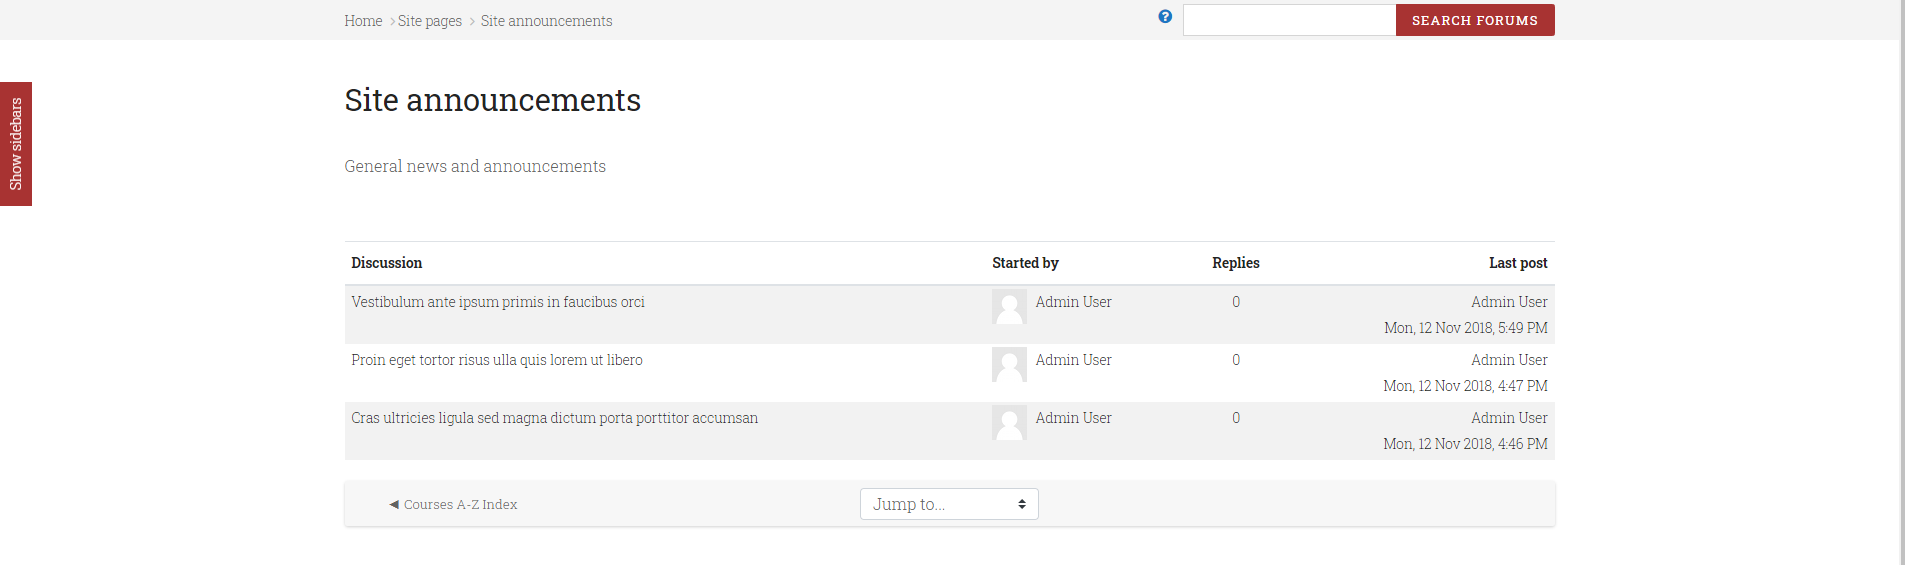 Home > Site pages > Site announcements
SEARCH FORUMS
Show sidebars
Site announcements
General news and announcements
Discussion Started by Replies Last post
Vestibulum ante ipsum primis in faucibus orci Admin User 0 Admin User
Mon, 12 Nov 2018, 5:49 PM
Proin eget tortor risus ulla quis lorem ut libero Admin User 0 Admin User
Mon, 12 Nov 2018, 4:47 PM
Cras ultricies ligula sed magna dictum porta porttitor accumsan Admin User 0 Admin User
Mon, 12 Nov 2018, 4:46 PM
◄ Courses A-Z Index Jump to...